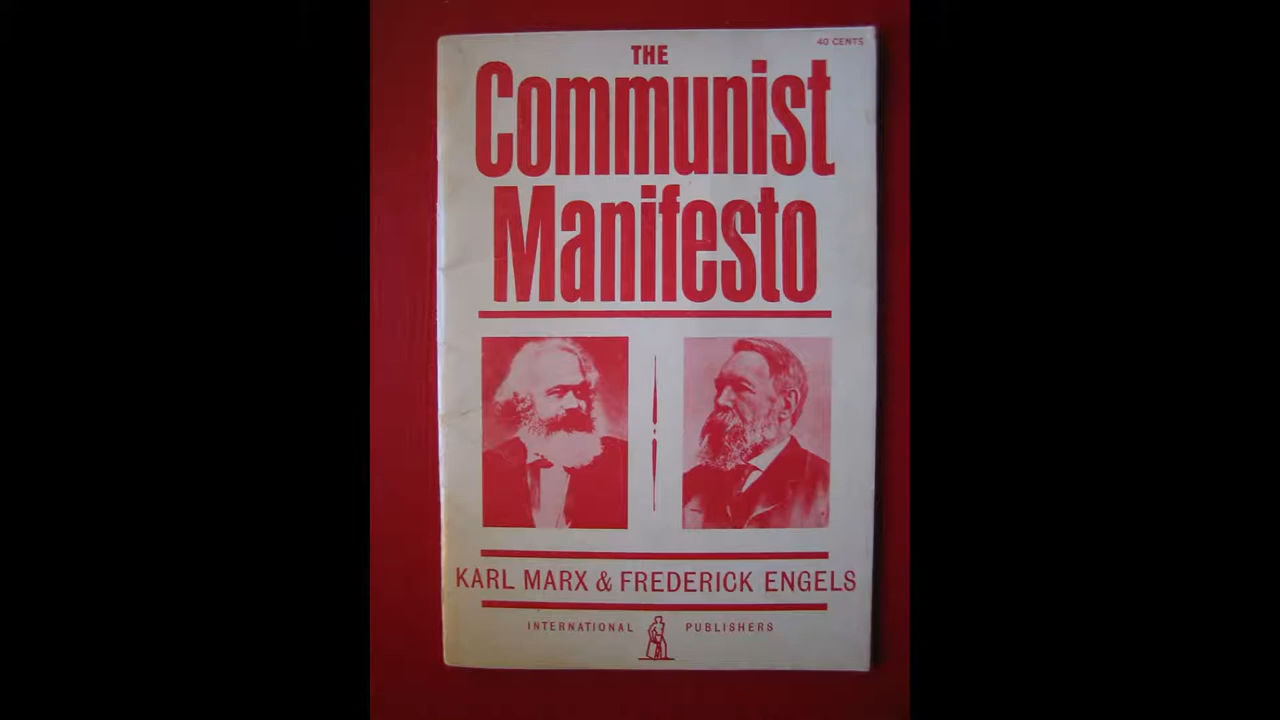 40 CENTS
THE
Communist
Manifesto
KARL MARX & FREDERICK ENGELS
INTERNATIONAL PUBLISHERS